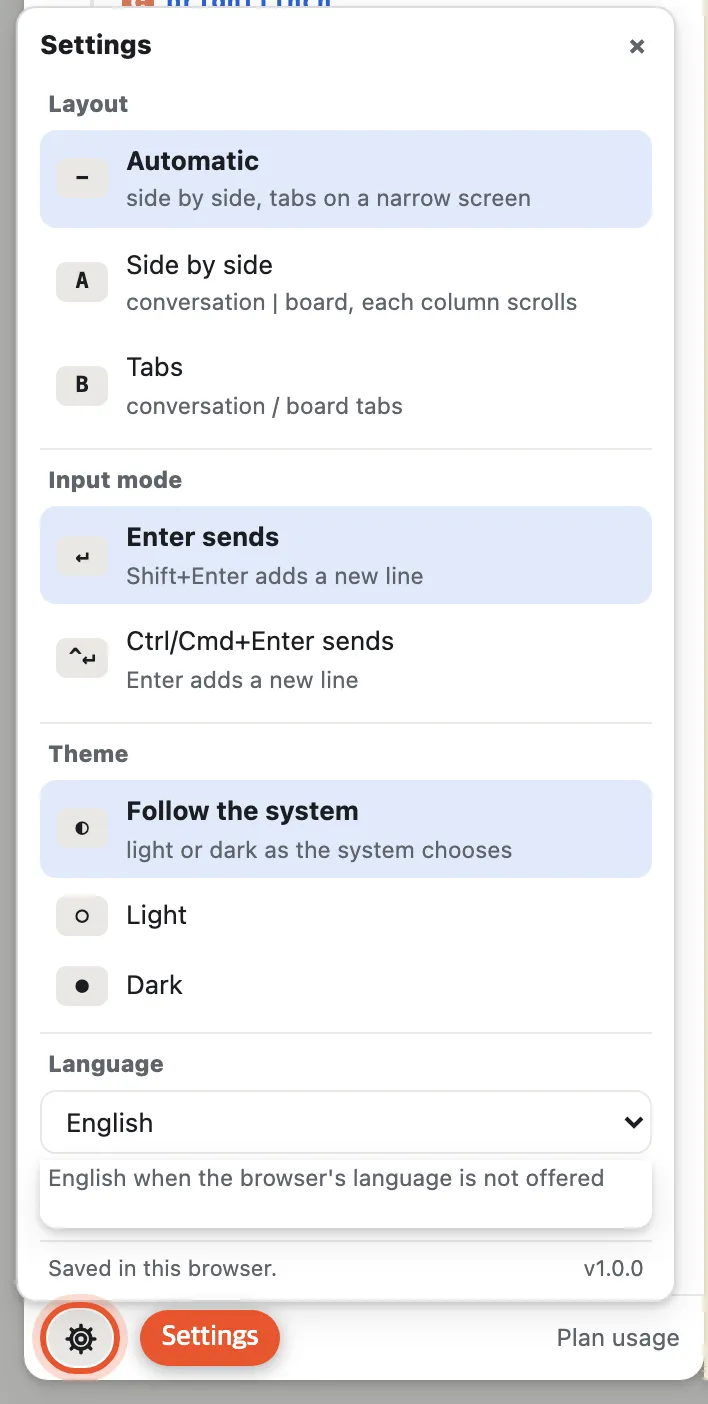 Settings
×
Layout
–
Automatic
side by side, tabs on a narrow screen
A
Side by side
conversation | board, each column scrolls
B
Tabs
conversation / board tabs
Input mode
↵
Enter sends
Shift+Enter adds a new line
^↵
Ctrl/Cmd+Enter sends
Enter adds a new line
Theme
Follow the system
light or dark as the system chooses
Light
Dark
Language
English
English when the browser's language is not offered
Saved in this browser.
v1.0.0
Settings
Plan usage